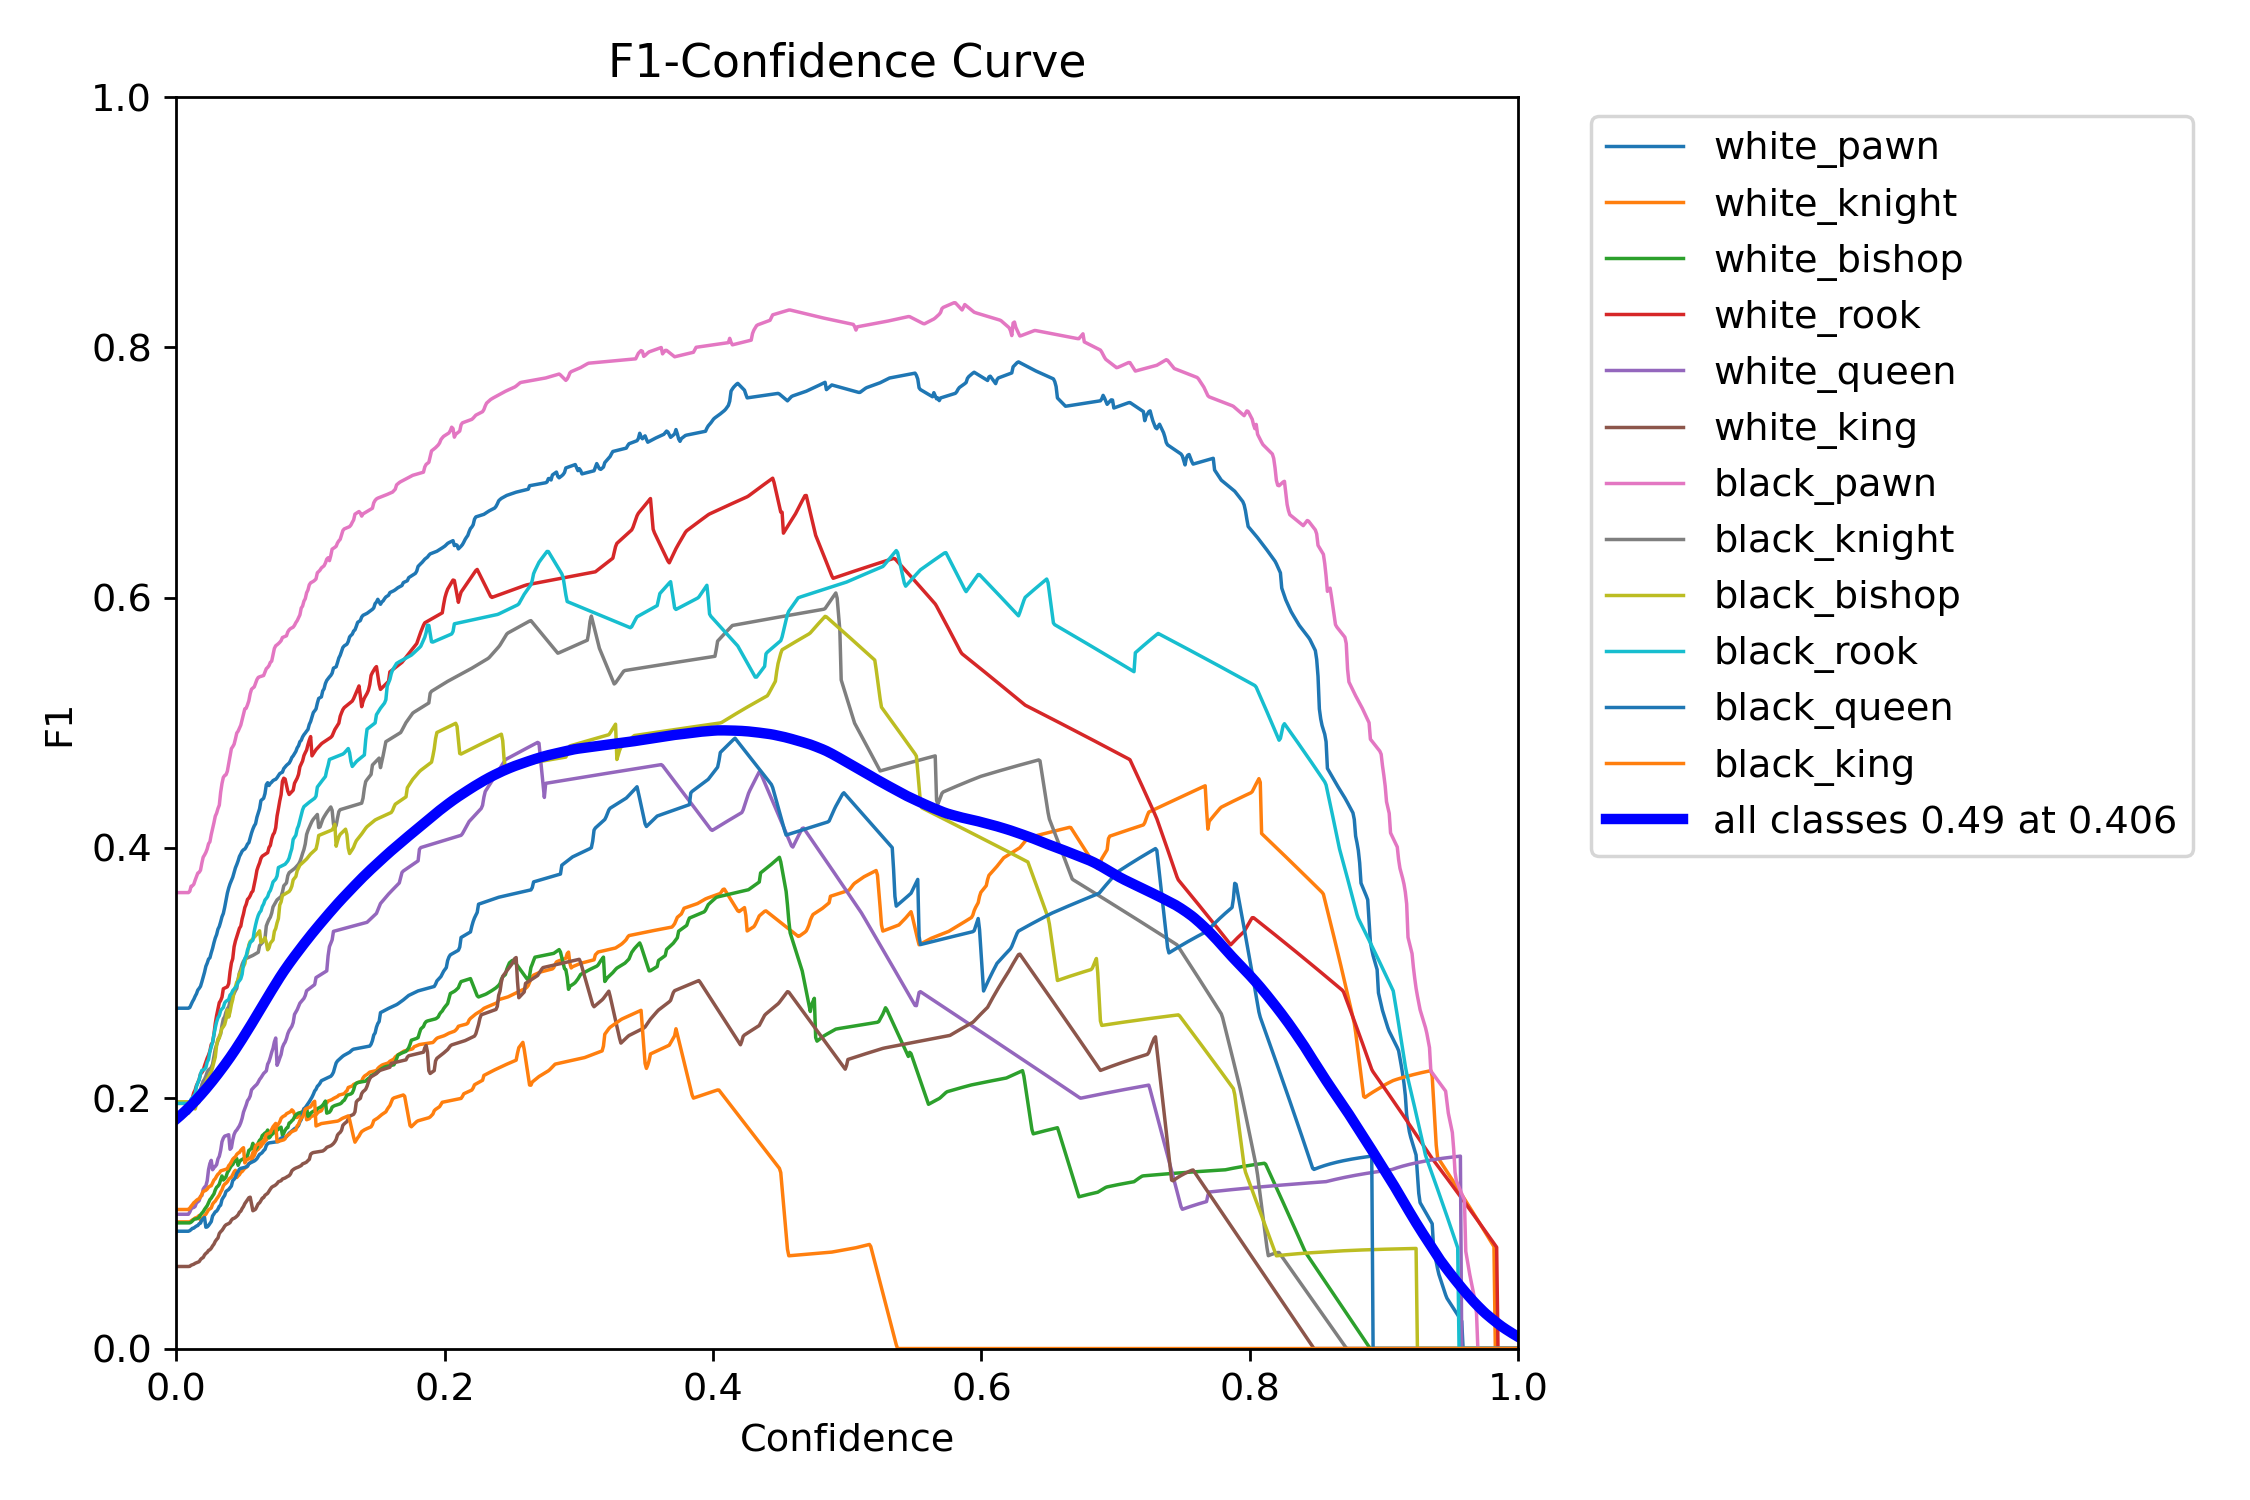 F1-Confidence Curve
1.0
0.8
0.6
0.4
0.2
0.0
F1
0.0 0.2 0.4 0.6 0.8 1.0
Confidence
white_pawn
white_knight
white_bishop
white_rook
white_queen
white_king
black_pawn
black_knight
black_bishop
black_rook
black_queen
black_king
all classes 0.49 at 0.406